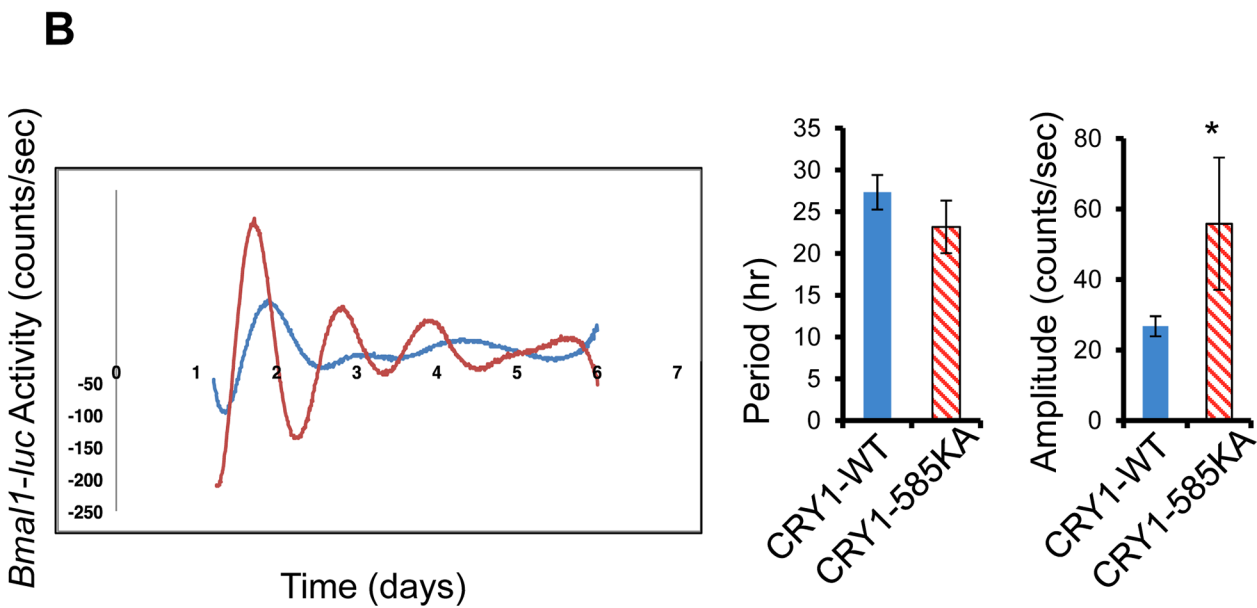 B
Bmal1-luc Activity (counts/sec)
0 1 2 3 4 5 6 7
-50
-100
-150
-200
-250
Time (days)
Period (hr)
35
30
25
20
15
10
5
0
CRY1-WT
CRY1-585KA
Amplitude (counts/sec)
*
80
60
40
20
0
CRY1-WT
CRY1-585KA